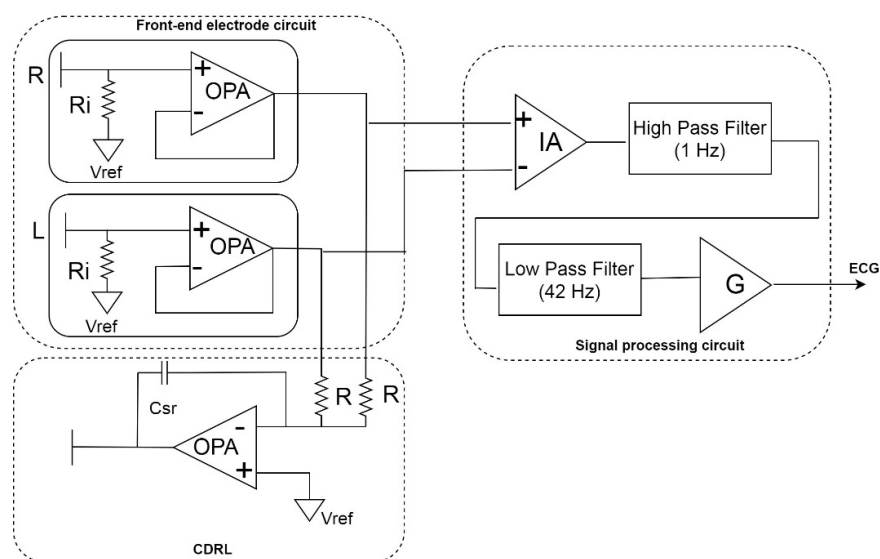 Front-end electrode circuit
R
+
OPA
-
Ri
Vref
L
+
OPA
-
Ri
Vref
+
IA
-
High Pass Filter
(1 Hz)
Low Pass Filter
(42 Hz)
G
ECG
Signal processing circuit
Csr
R
R
OPA
-
+
Vref
CDRL